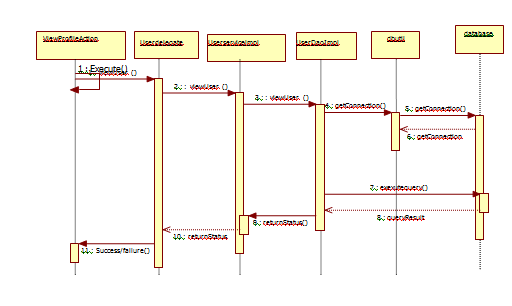 ViewProfileAction
Userdelegate
UserserviceImpl
UserDaoImpl
dbutil
database
1 : Execute()
2 : viewUser ()
3 : viewUser ()
4 : getConnection()
5 : getConnection()
6 : getConnection
7 : exexutequery()
8 : queryResult
9 : returnStatus()
10 : returnStatus
11 : Success/failure()